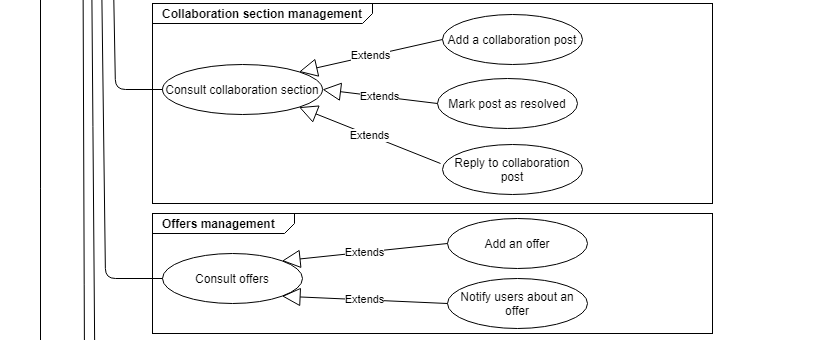 Collaboration section management
Add a collaboration post
Extends
Consult collaboration section
Extends
Mark post as resolved
Extends
Reply to collaboration
post
Offers management
Add an offer
Extends
Consult offers
Extends
Notify users about an
offer